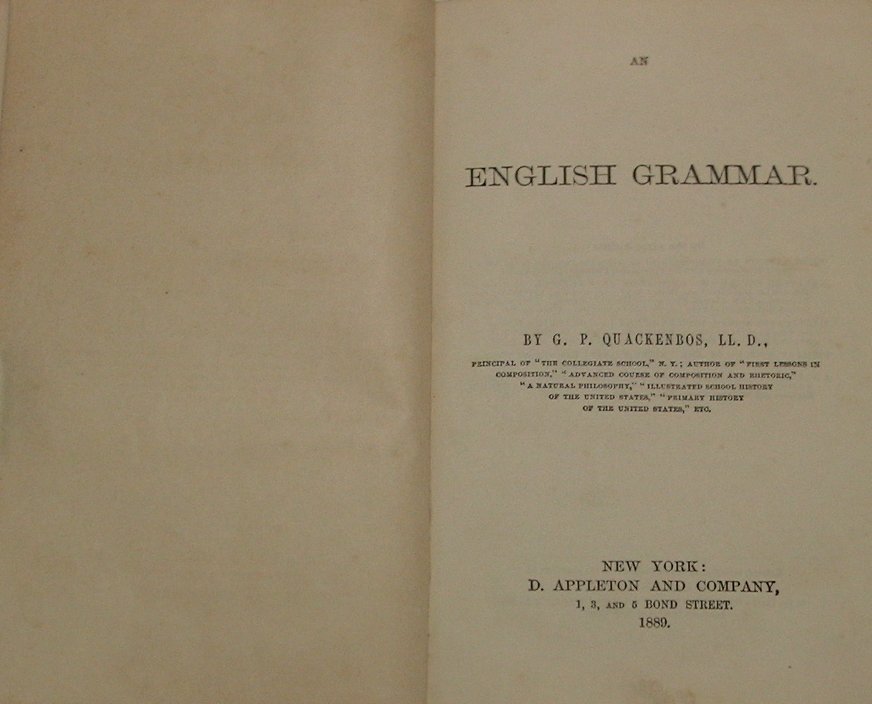 AN
ENGLISH GRAMMAR.
BY G. P. QUACKENBOS, LL. D.,
PRINCIPAL OF "THE COLLEGIATE SCHOOL," N. Y.; AUTHOR OF "FIRST LESSONS IN
COMPOSITION," "ADVANCED COURSE OF COMPOSITION AND RHETORIC,"
"A NATURAL PHILOSOPHY," "ILLUSTRATED SCHOOL HISTORY
OF THE UNITED STATES," "PRIMARY HISTORY
OF THE UNITED STATES," ETC.
NEW YORK:
D. APPLETON AND COMPANY,
1, 3, AND 5 BOND STREET.
1889.